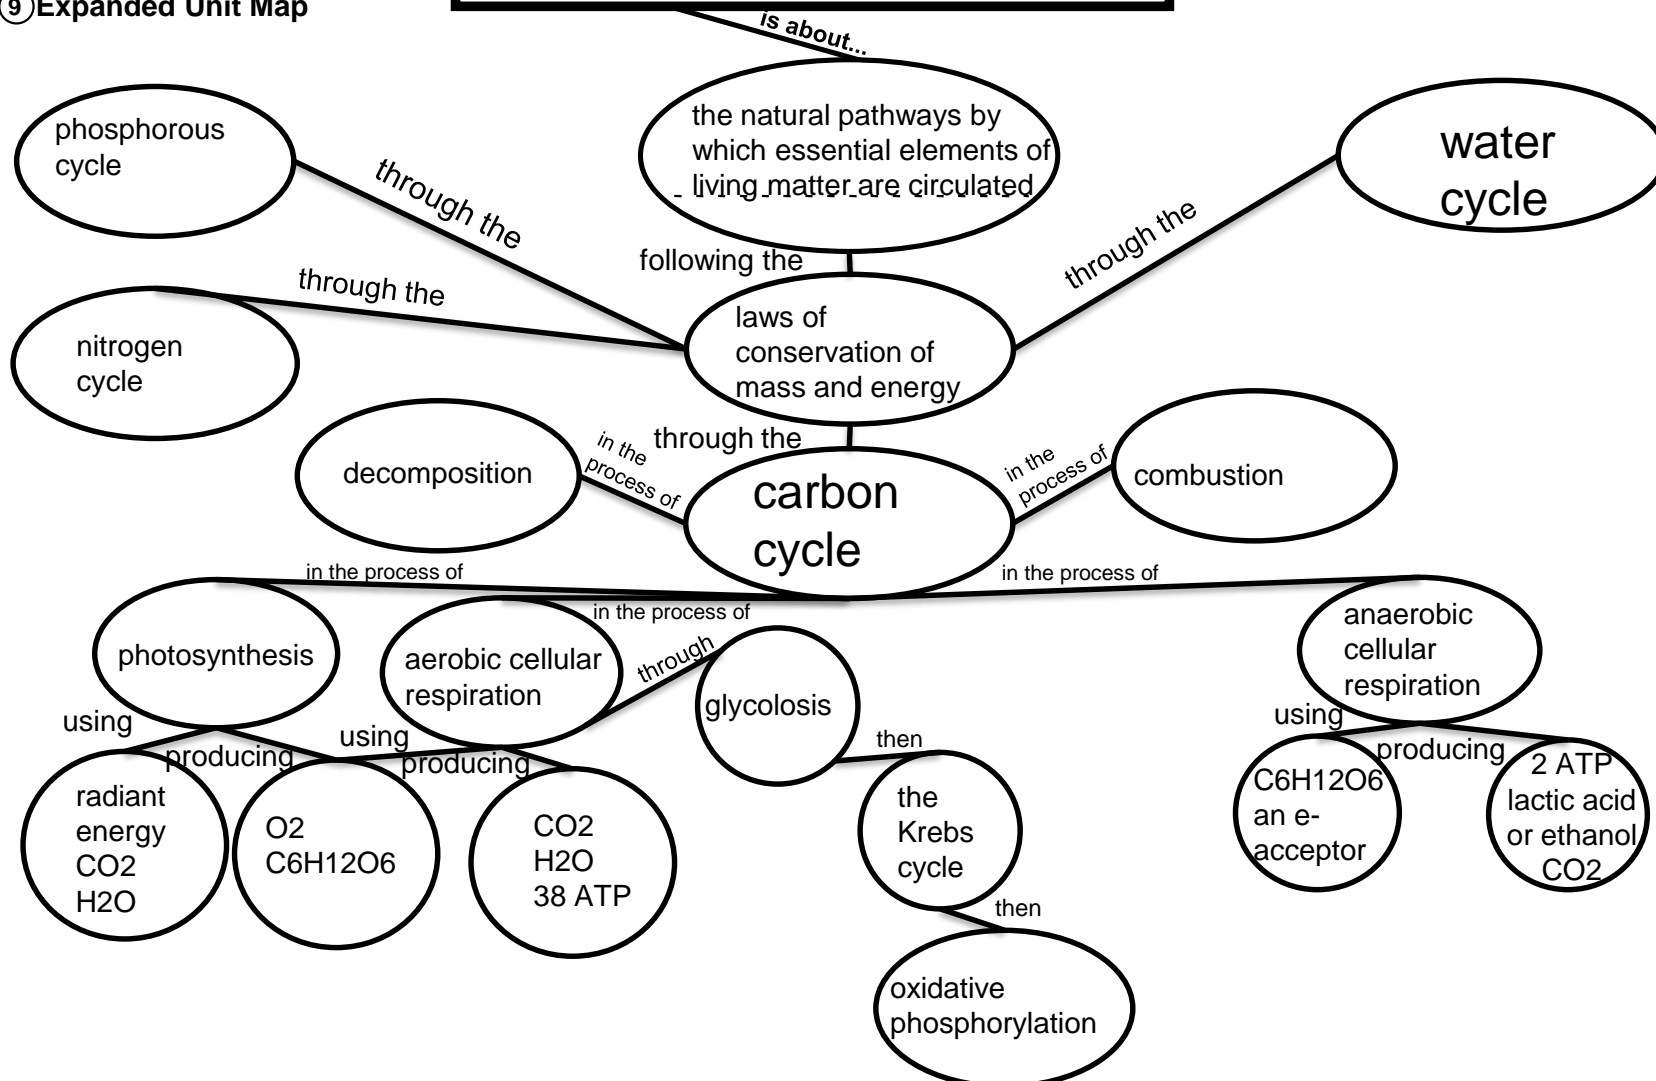 9 Expanded Unit Map
is about...
the natural pathways by
which essential elements of
living matter are circulated
phosphorous
cycle
water
cycle
through the
through the
following the
through the
nitrogen
cycle
laws of
conservation of
mass and energy
through the
in the
process of
in the
process of
decomposition
combustion
carbon
cycle
in the process of
in the process of
in the process of
photosynthesis
aerobic cellular
respiration
through
glycolosis
anaerobic
cellular
respiration
using
producing
using
producing
then
using
producing
radiant
energy
CO2
H2O
O2
C6H12O6
CO2
H2O
38 ATP
the
Krebs
cycle
C6H12O6
an e-
acceptor
2 ATP
lactic acid
or ethanol
CO2
then
oxidative
phosphorylation